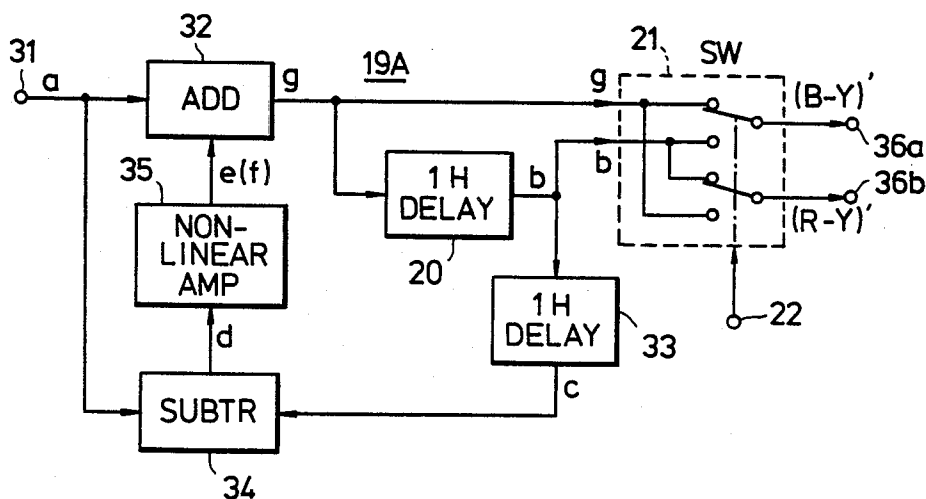 31
a
32
ADD
g
19A
21
SW
g
(B-Y)'
36a
b
36b
(R-Y)'
35
e(f)
NON-
LINEAR
AMP
1 H
DELAY
b
20
22
1 H
DELAY
33
d
c
SUBTR
34